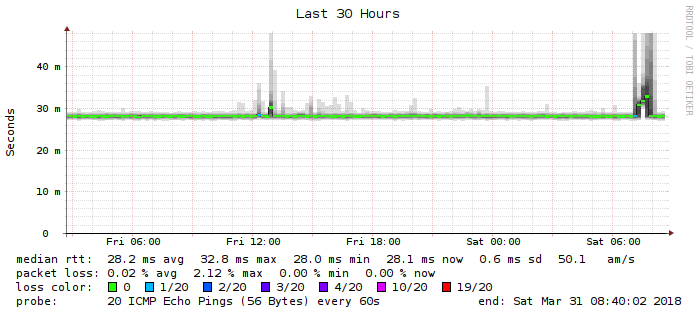 Last 30 Hours
RRDTOOL / TOBI OETIKER
Seconds
40 m
30 m
20 m
10 m
0
Fri 06:00 Fri 12:00 Fri 18:00 Sat 00:00 Sat 06:00
median rtt: 28.2 ms avg 32.8 ms max 28.0 ms min 28.1 ms now 0.6 ms sd 50.1 am/s
packet loss: 0.02 % avg 2.12 % max 0.00 % min 0.00 % now
loss color: 0 1/20 2/20 3/20 4/20 10/20 19/20
probe: 20 ICMP Echo Pings (56 Bytes) every 60s end: Sat Mar 31 08:40:02 2018